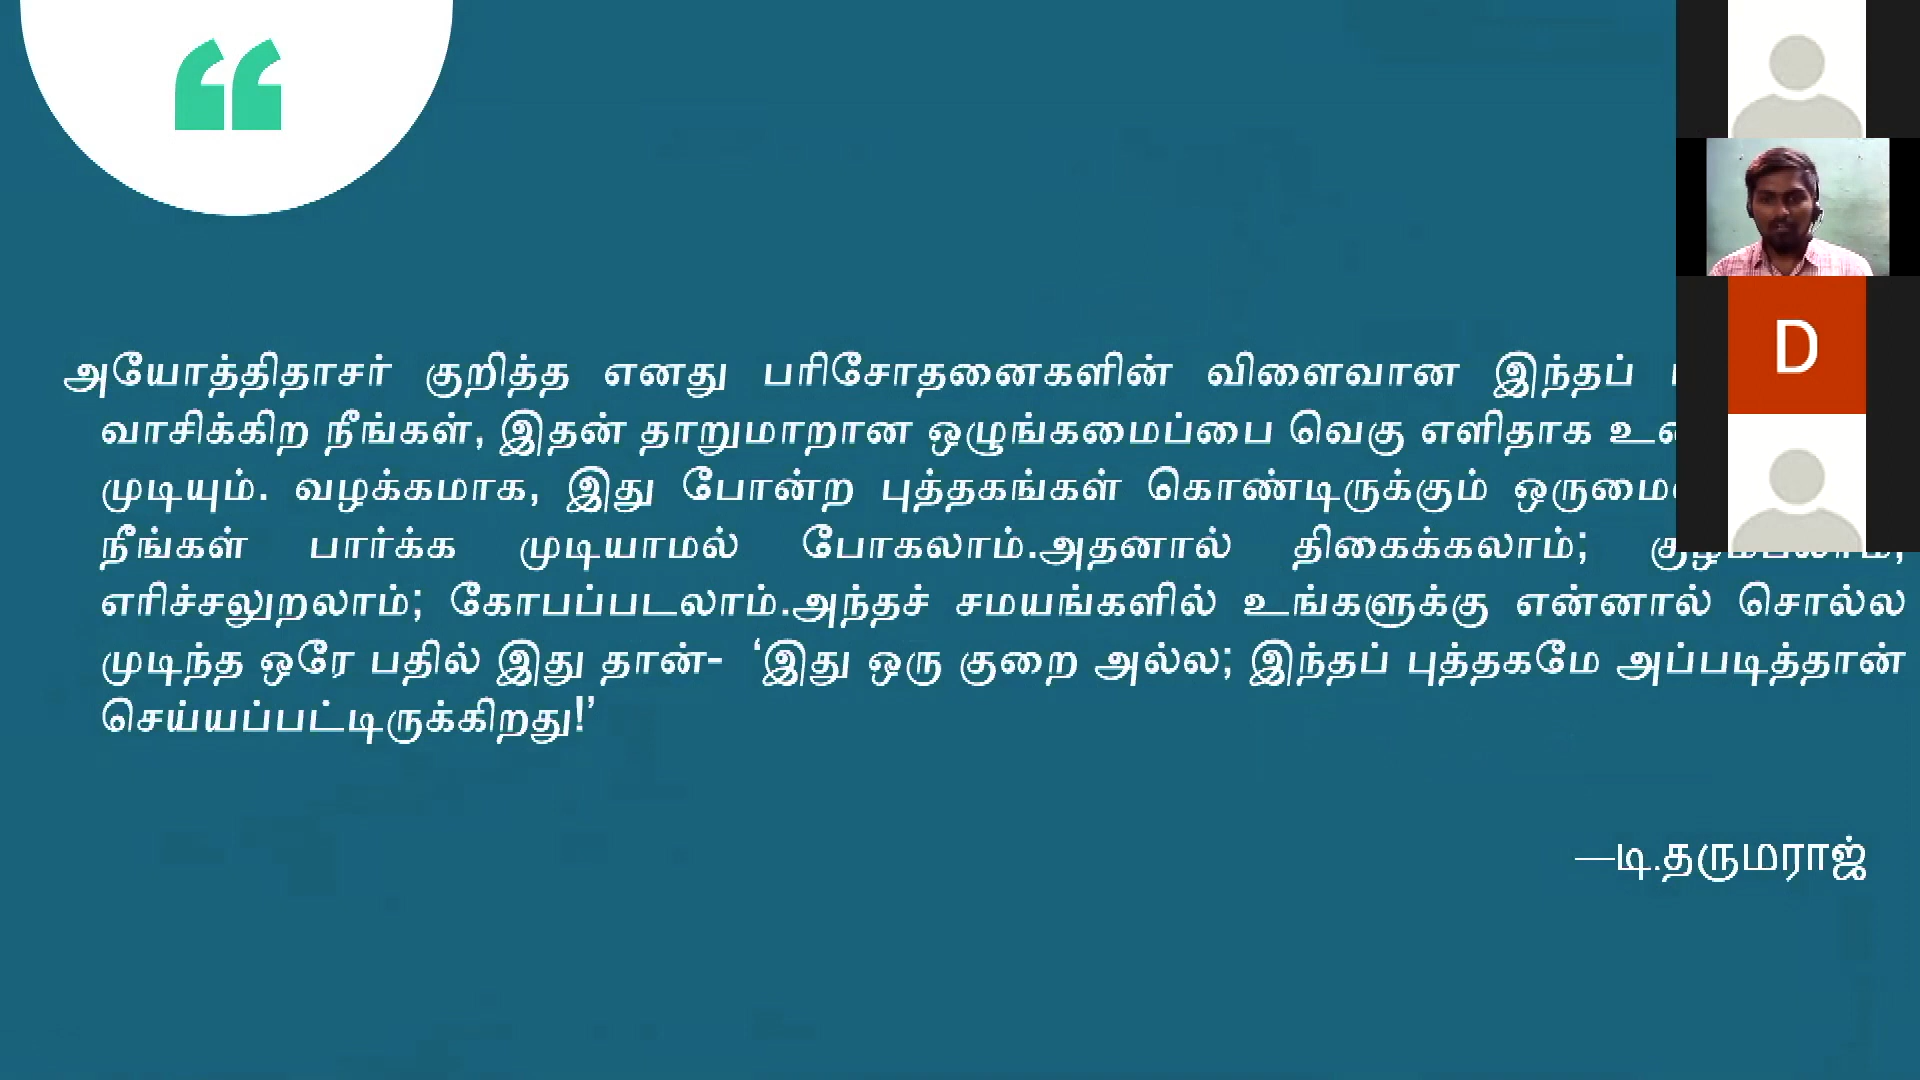 “
அயோத்திதாசர் குறித்த எனது பரிசோதனைகளின் விளைவான இந்தப்
வாசிக்கிற நீங்கள், இதன் தாறுமாறான ஒழுங்கமைப்பை வெகு எளிதாக
முடியும். வழக்கமாக, இது போன்ற புத்தகங்கள் கொண்டிருக்கும்
நீங்கள் பார்க்க முடியாமல் போகலாம்.அதனால் திகைக்கலாம்;
எரிச்சலுறலாம்; கோபப்படலாம்.அந்தச் சமயங்களில் உங்களுக்கு என்னால் சொல்ல
முடிந்த ஒரே பதில் இது தான்- ‘இது ஒரு குறை அல்ல; இந்தப் புத்தகமே அப்படித்தான்
செய்யப்பட்டிருக்கிறது!’
—டி.தருமராஜ்
D